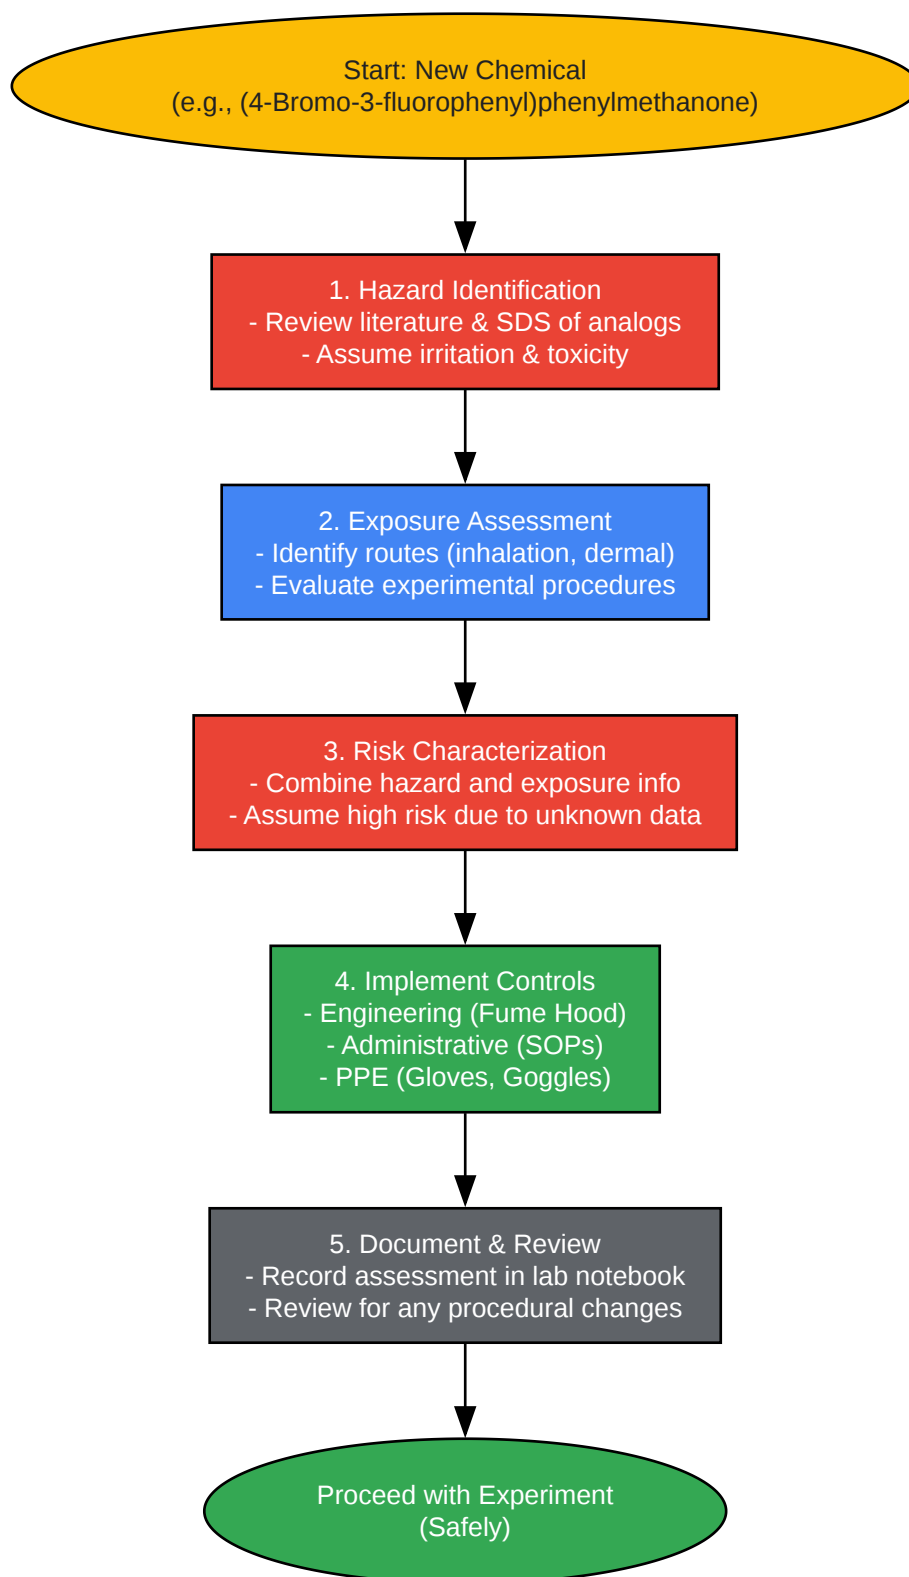 Start: New Chemical
(e.g., (4-Bromo-3-fluorophenyl)phenylmethanone)
1. Hazard Identification
- Review literature & SDS of analogs
- Assume irritation & toxicity
2. Exposure Assessment
- Identify routes (inhalation, dermal)
- Evaluate experimental procedures
3. Risk Characterization
- Combine hazard and exposure info
- Assume high risk due to unknown data
4. Implement Controls
- Engineering (Fume Hood)
- Administrative (SOPs)
- PPE (Gloves, Goggles)
5. Document & Review
- Record assessment in lab notebook
- Review for any procedural changes
Proceed with Experiment
(Safely)